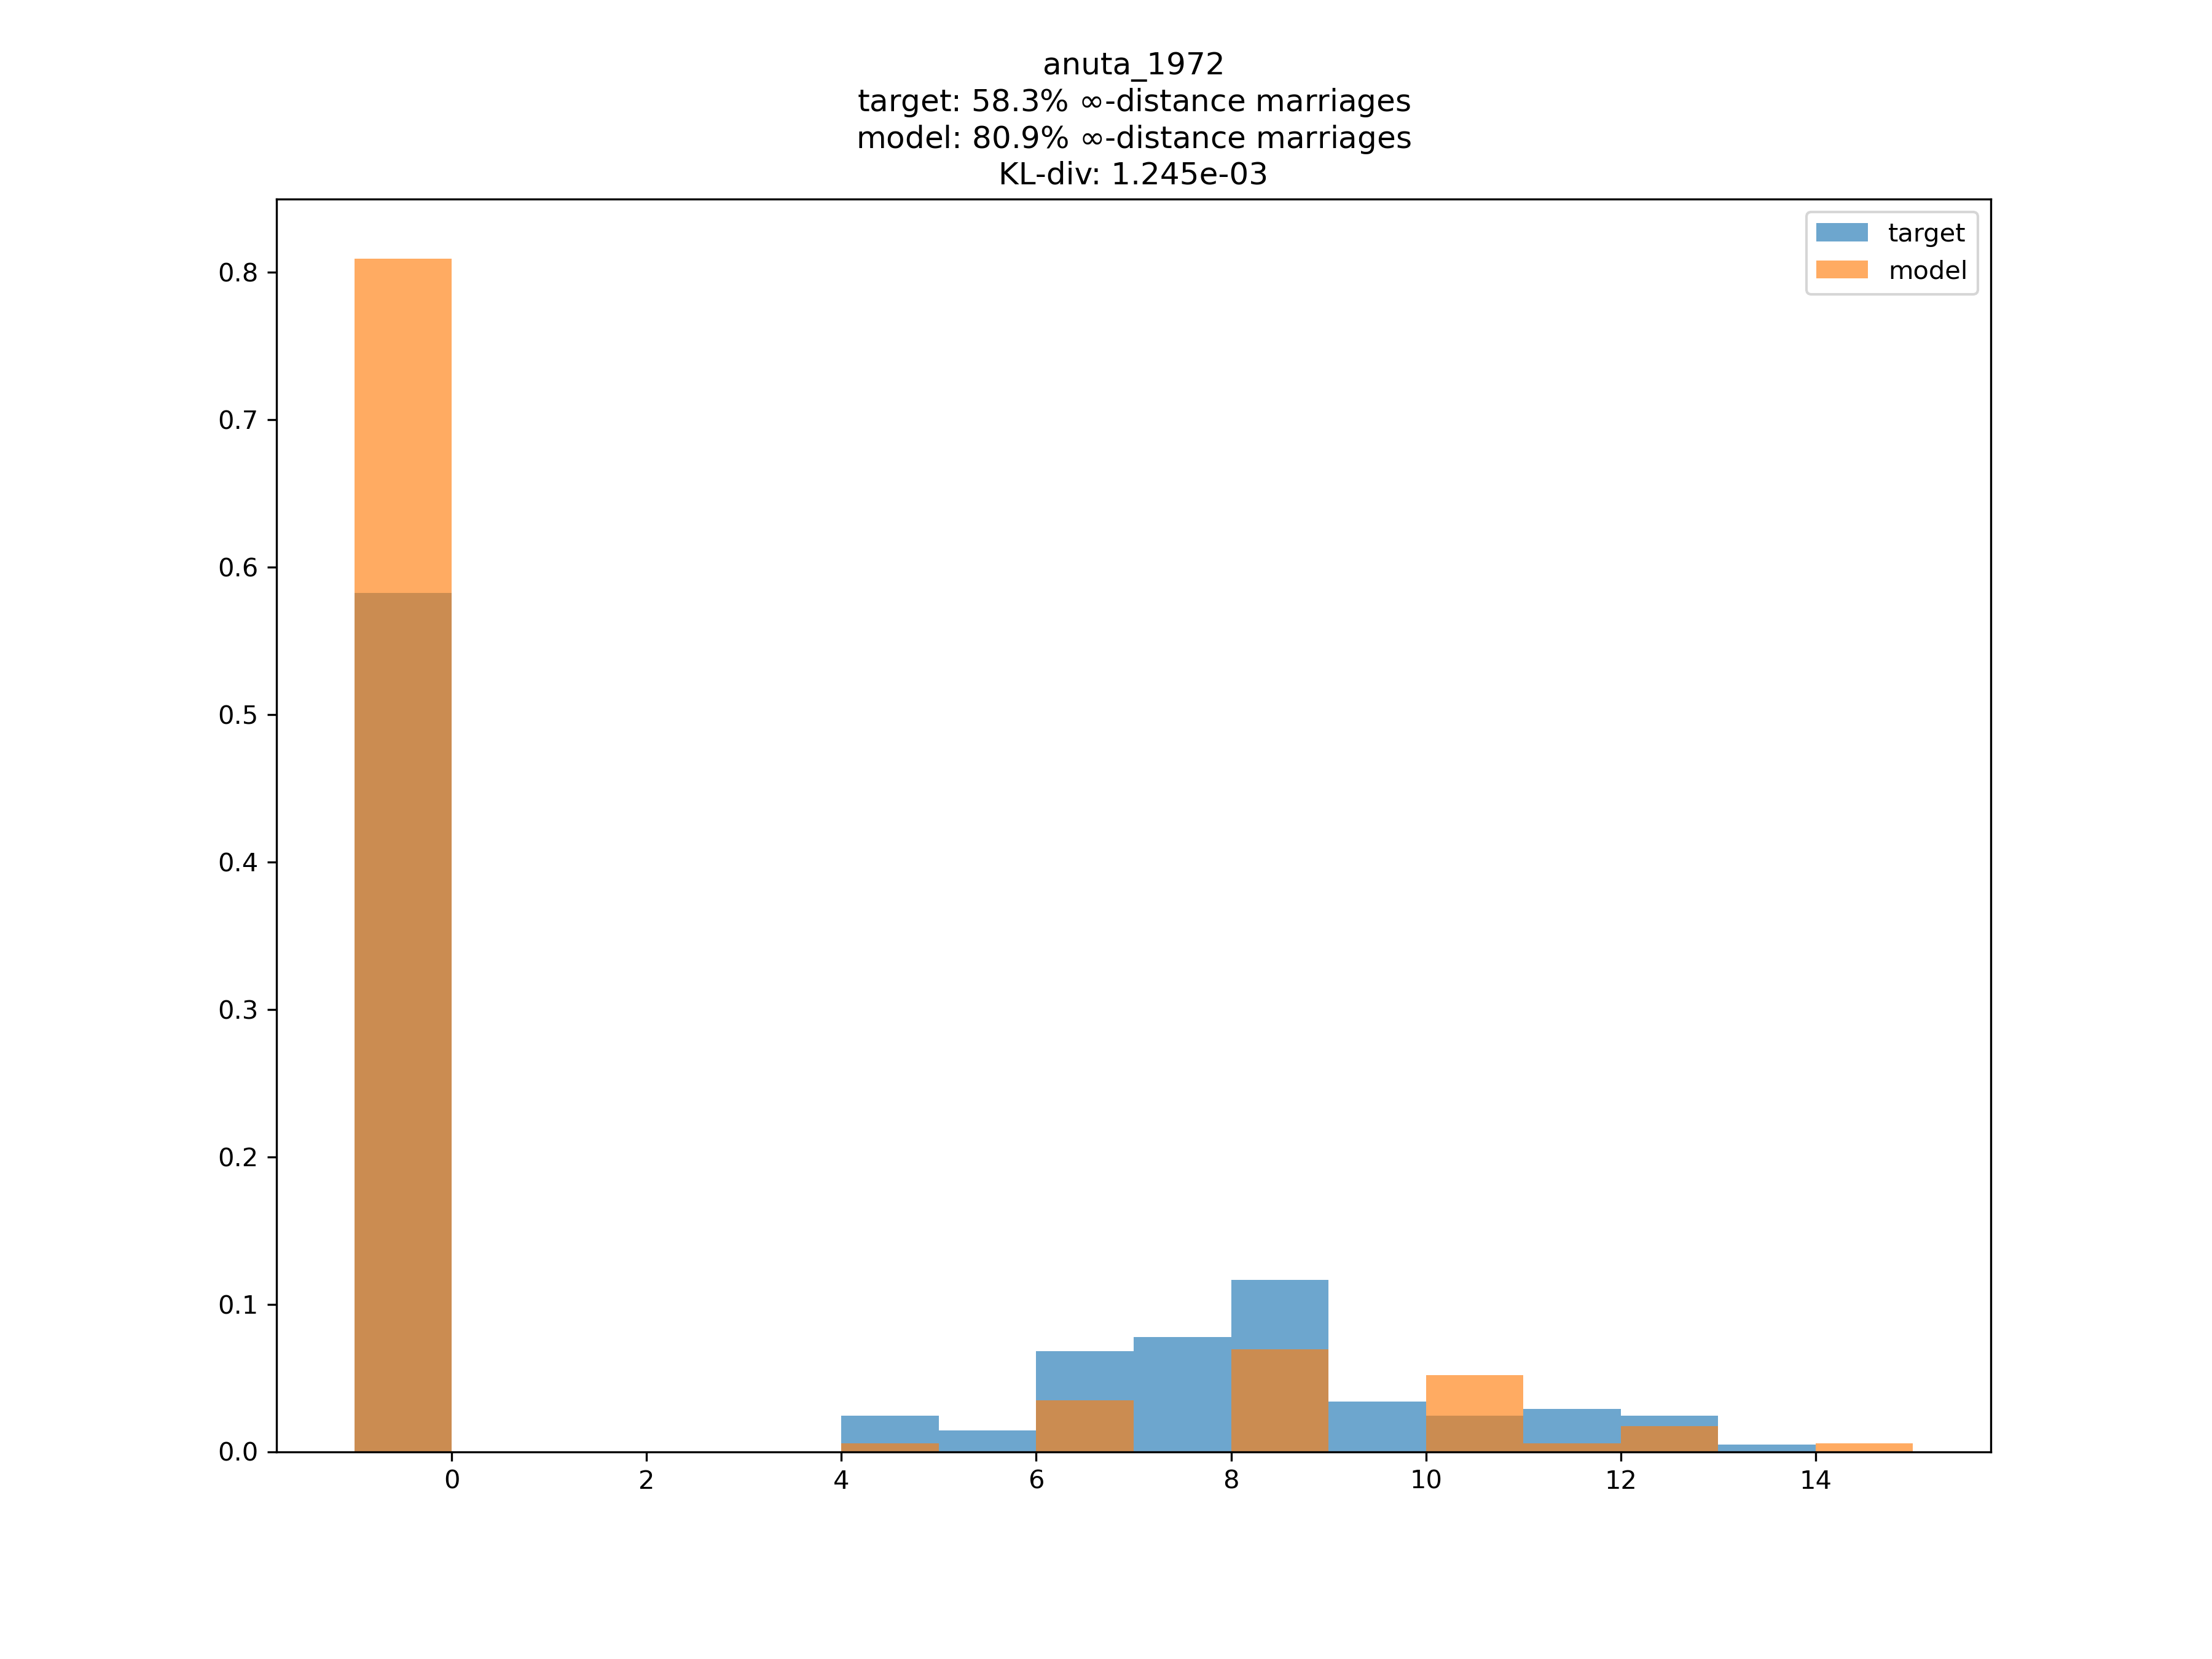 anuta_1972
target: 58.3% ∞-distance marriages
model: 80.9% ∞-distance marriages
KL-div: 1.245e-03
target
model
0.8
0.7
0.6
0.5
0.4
0.3
0.2
0.1
0.0
0 2 4 6 8 10 12 14